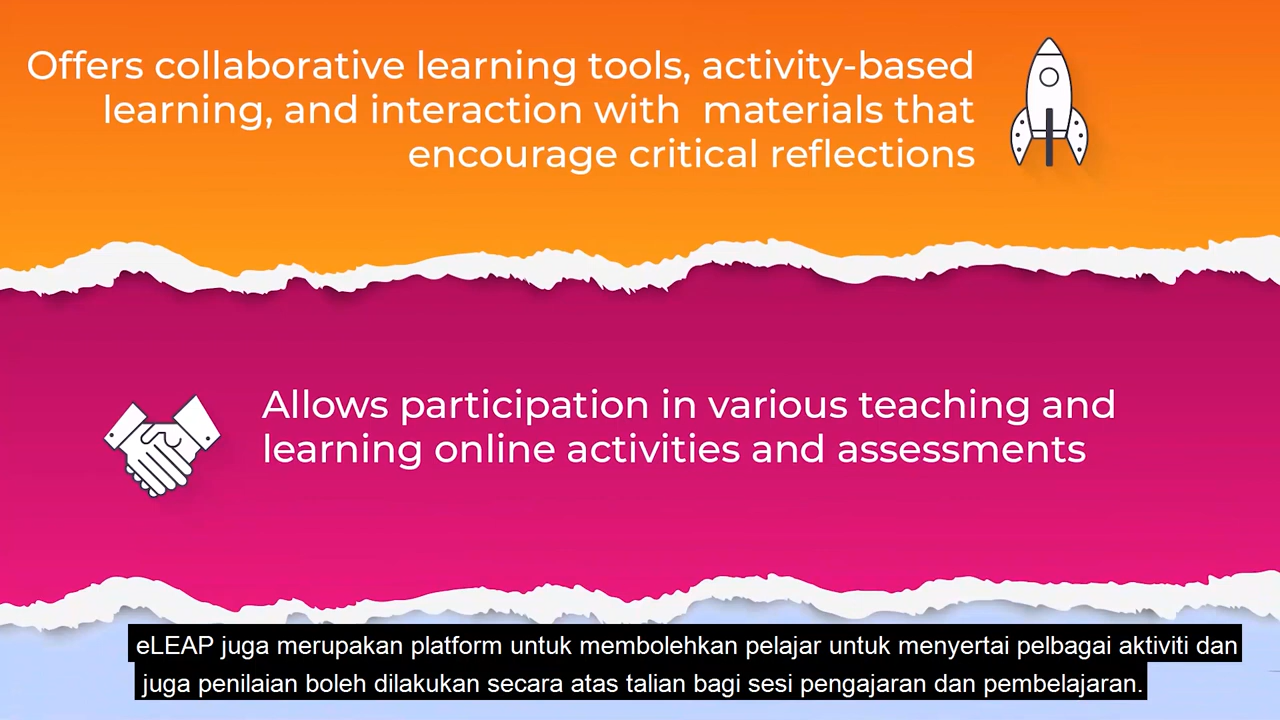 Offers collaborative learning tools, activity-based
learning, and interaction with  materials that
encourage critical reflections
Allows participation in various teaching and
learning online activities and assessments
eLEAP juga merupakan platform untuk membolehkan pelajar untuk menyertai pelbagai aktiviti dan
juga penilaian boleh dilakukan secara atas talian bagi sesi pengajaran dan pembelajaran.